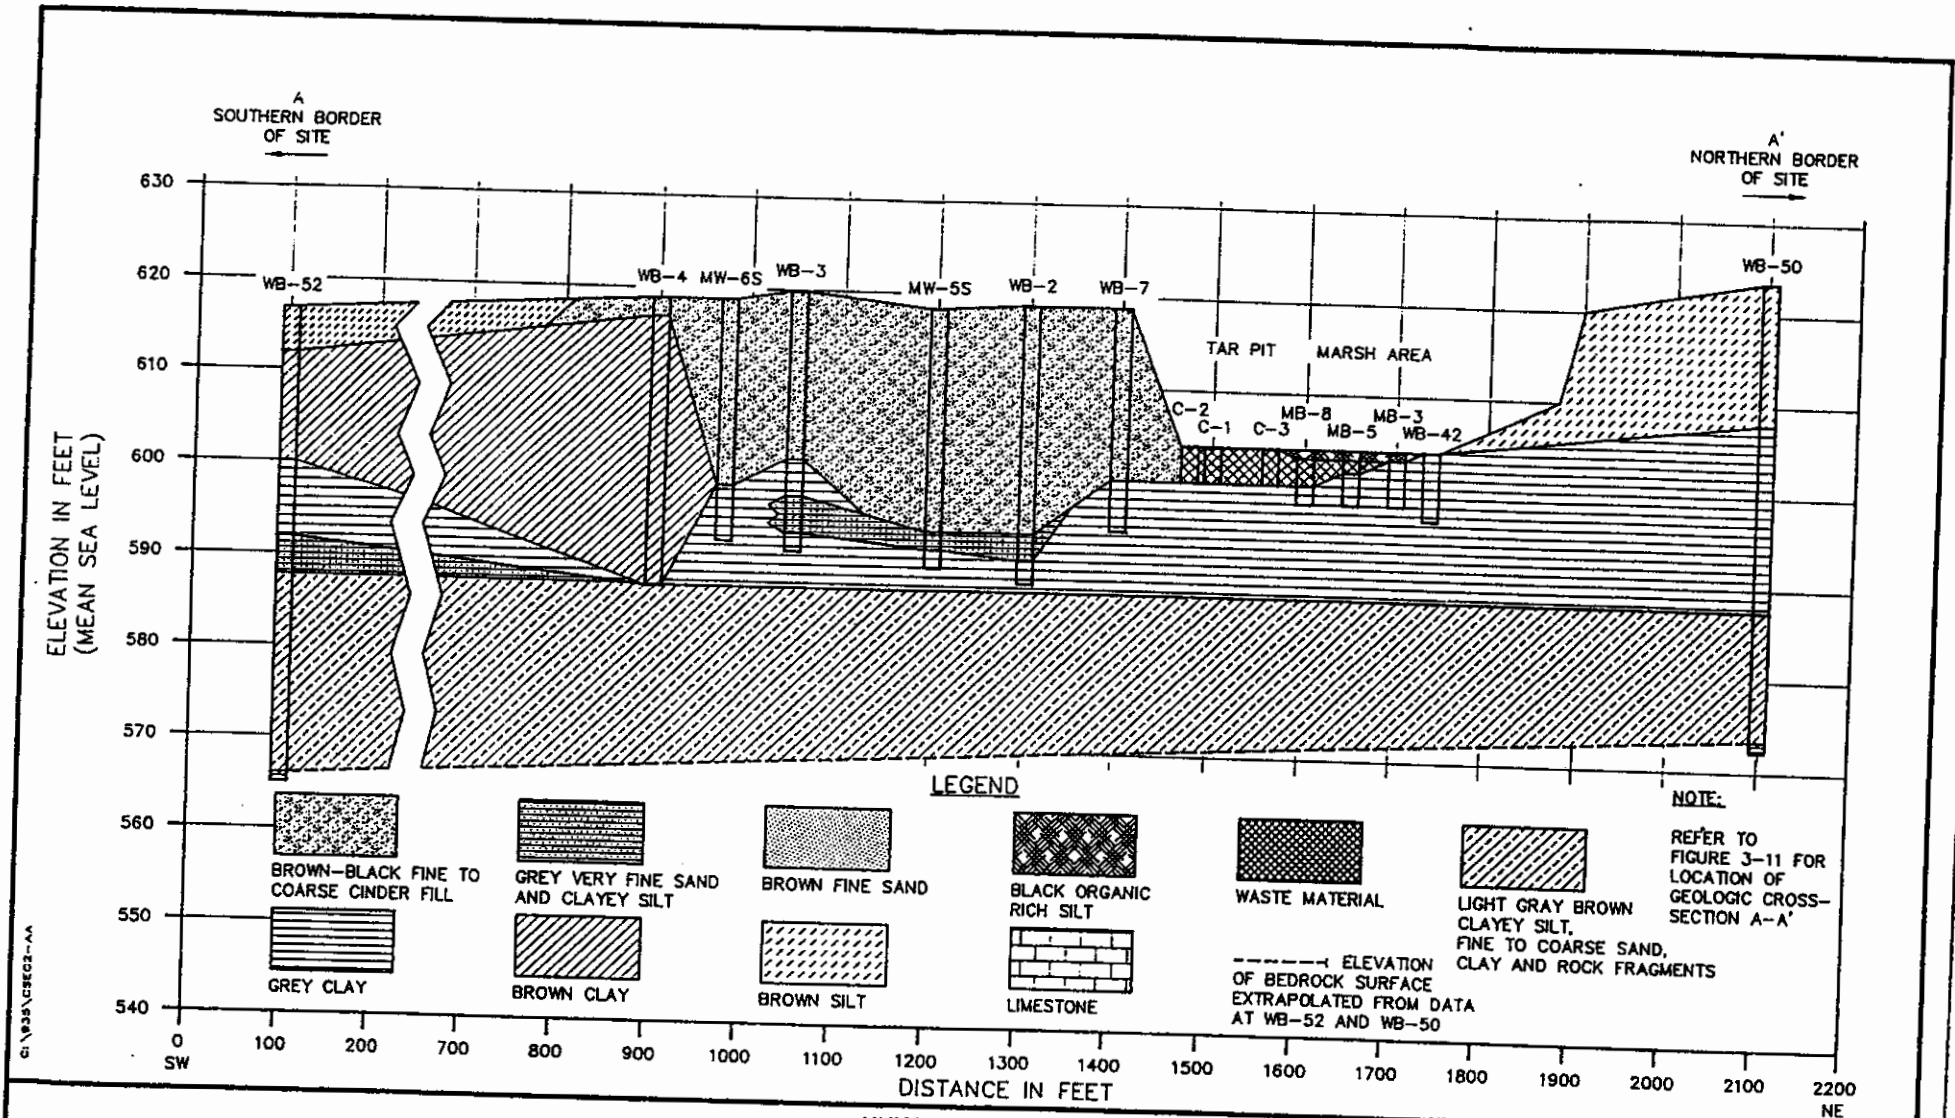 A
SOUTHERN BORDER
OF SITE
A'
NORTHERN BORDER
OF SITE
630
620
610
600
590
580
570
560
550
540
ELEVATION IN FEET
(MEAN SEA LEVEL)
WB-52
WB-4
MW-6S
WB-3
MW-5S
WB-2
WB-7
WB-50
TAR PIT
MARSH AREA
C-2
C-1
C-3
MB-8
MB-5
MB-3
WB-42
LEGEND
BROWN-BLACK FINE TO
COARSE CINDER FILL
GREY VERY FINE SAND
AND CLAYEY SILT
BROWN FINE SAND
BLACK ORGANIC
RICH SILT
WASTE MATERIAL
LIGHT GRAY BROWN
CLAYEY SILT,
FINE TO COARSE SAND,
CLAY AND ROCK FRAGMENTS
GREY CLAY
BROWN CLAY
BROWN SILT
LIMESTONE
ELEVATION
OF BEDROCK SURFACE
EXTRAPOLATED FROM DATA
AT WB-52 AND WB-50
NOTE:
REFER TO
FIGURE 3-11 FOR
LOCATION OF
GEOLOGIC CROSS-
SECTION A-A'
0 100 200 700 800 900 1000 1100 1200 1300 1400 1500 1600 1700 1800 1900 2000 2100 2200
SW
NE
DISTANCE IN FEET
C:\935\CSEC2-AA